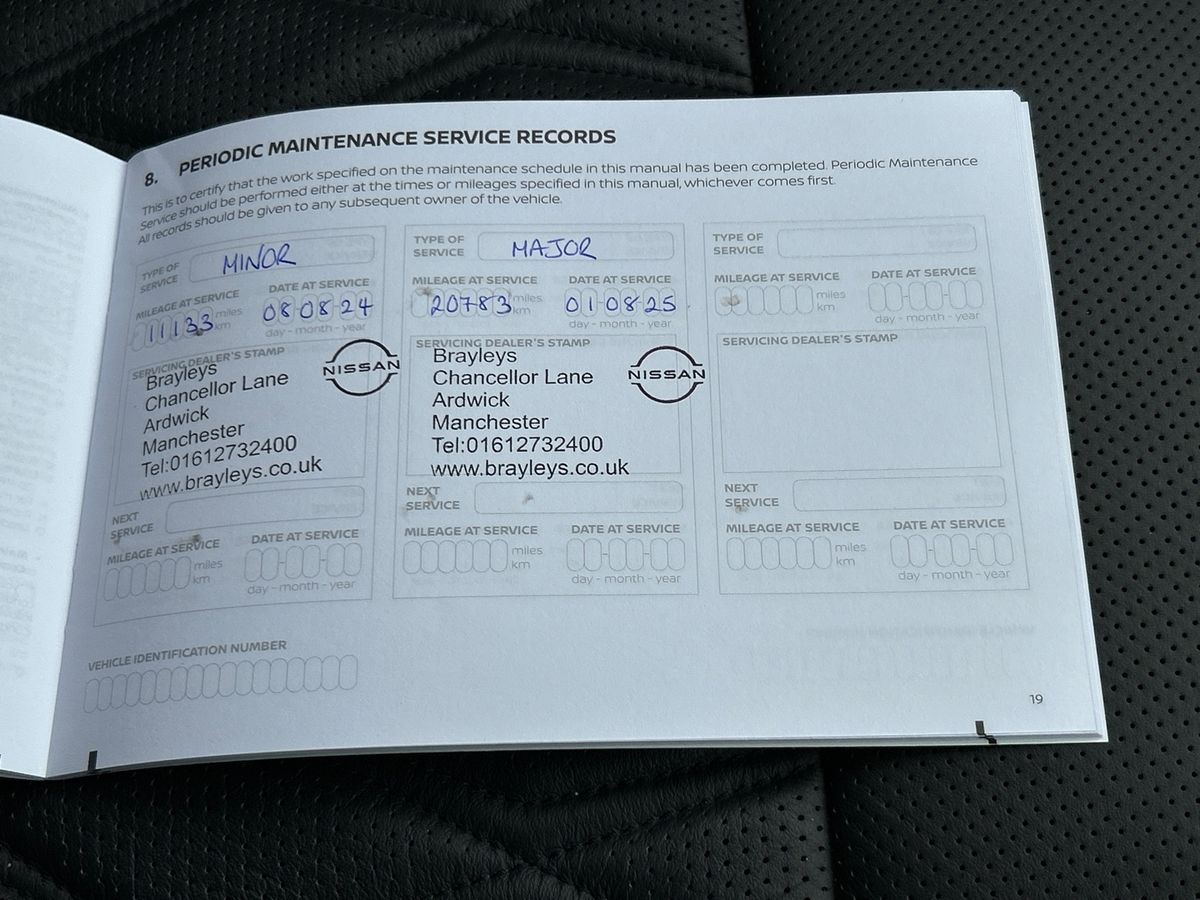 8. PERIODIC MAINTENANCE SERVICE RECORDS
This is to certify that the work specified on the maintenance schedule in this manual has been completed. Periodic Maintenance
Service should be performed either at the times or mileages specified in this manual, whichever comes first.
All records should be given to any subsequent owner of the vehicle.
TYPE OF
SERVICE
MINOR
MILEAGE AT SERVICE
DATE AT SERVICE
11133 miles
km
08-08-24
day - month - year
SERVICING DEALER'S STAMP
Brayleys
Chancellor Lane
Ardwick
Manchester
Tel:01612732400
www.brayleys.co.uk
NISSAN
NEXT
SERVICE
MILEAGE AT SERVICE
DATE AT SERVICE
miles
km
day - month - year
TYPE OF
SERVICE
MAJOR
MILEAGE AT SERVICE
DATE AT SERVICE
20783 miles
km
01-08-25
day - month - year
SERVICING DEALER'S STAMP
Brayleys
Chancellor Lane
Ardwick
Manchester
Tel:01612732400
www.brayleys.co.uk
NISSAN
NEXT
SERVICE
MILEAGE AT SERVICE
DATE AT SERVICE
miles
km
day - month - year
TYPE OF
SERVICE
MILEAGE AT SERVICE
DATE AT SERVICE
miles
km
day - month - year
SERVICING DEALER'S STAMP
NEXT
SERVICE
MILEAGE AT SERVICE
DATE AT SERVICE
miles
km
day - month - year
VEHICLE IDENTIFICATION NUMBER
19